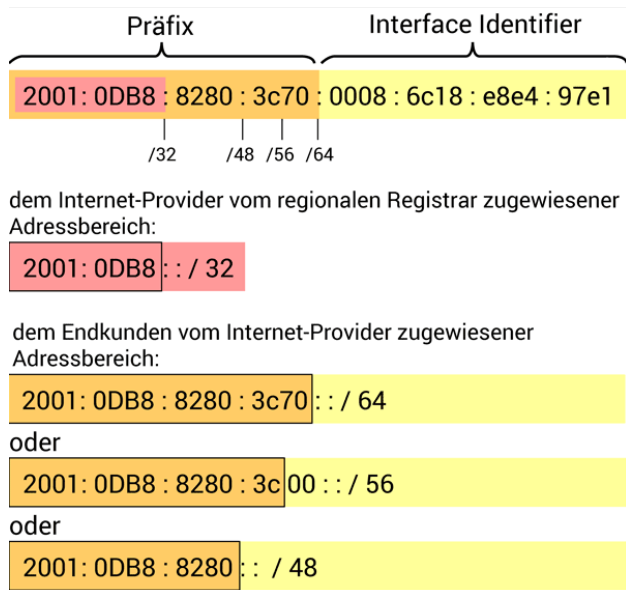 Präfix Interface Identifier
2001: 0DB8 : 8280 : 3c70 : 0008 : 6c18 : e8e4 : 97e1
/32 /48 /56 /64
dem Internet-Provider vom regionalen Registrar zugewiesener
Adressbereich:
2001: 0DB8 : : / 32
dem Endkunden vom Internet-Provider zugewiesener
Adressbereich:
2001: 0DB8 : 8280 : 3c70 : : / 64
oder
2001: 0DB8 : 8280 : 3c 00 : : / 56
oder
2001: 0DB8 : 8280 : : / 48